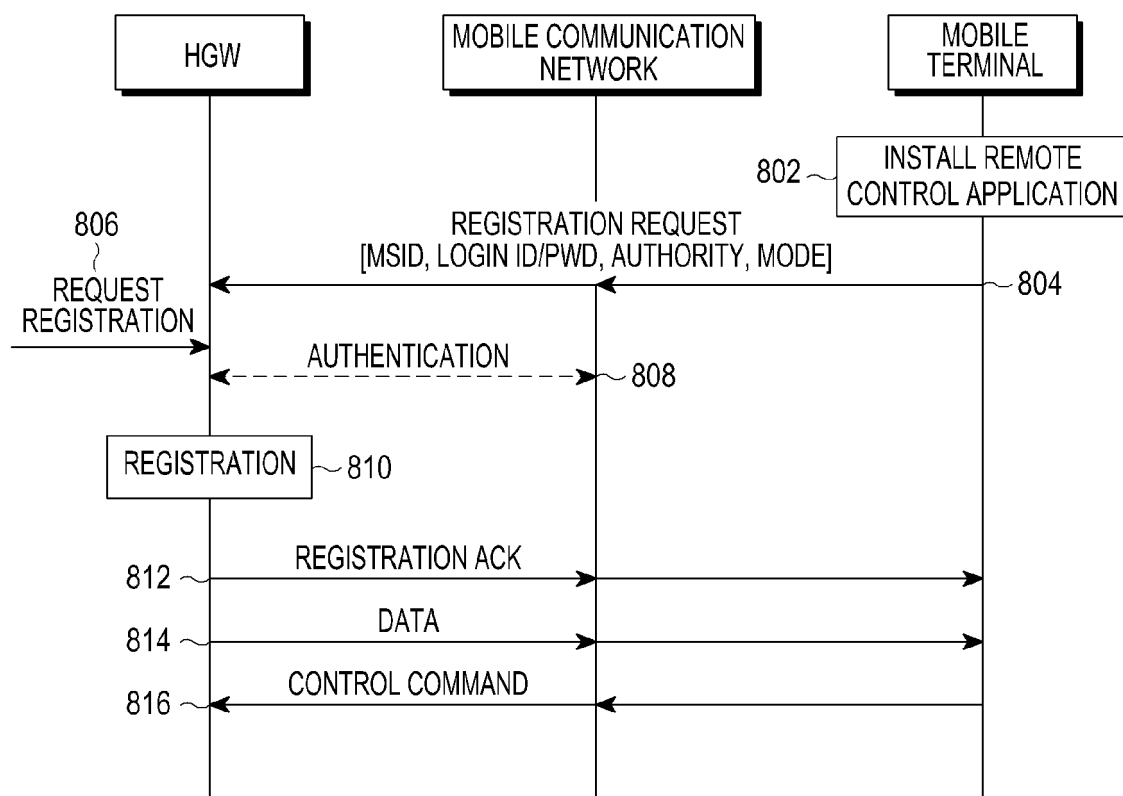 HGW
MOBILE COMMUNICATION
NETWORK
MOBILE
TERMINAL
802
INSTALL REMOTE
CONTROL APPLICATION
REGISTRATION REQUEST
[MSID, LOGIN ID/PWD, AUTHORITY, MODE]
804
806
REQUEST
REGISTRATION
AUTHENTICATION
808
REGISTRATION
810
812
REGISTRATION ACK
814
DATA
816
CONTROL COMMAND